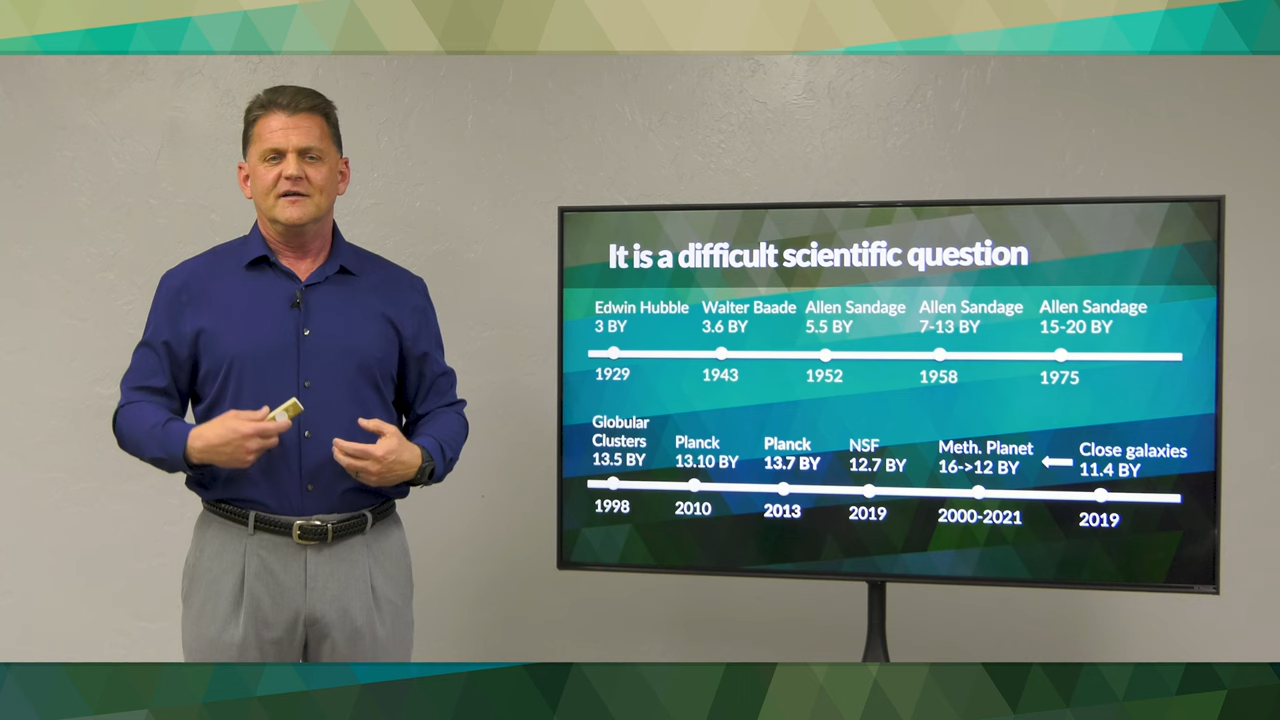 It is a difficult scientific question
Edwin Hubble Walter Baade Allen Sandage Allen Sandage Allen Sandage
3 BY 3.6 BY 5.5 BY 7-13 BY 15-20 BY
1929 1943 1952 1958 1975
Globular
Clusters Planck Planck NSF Meth. Planet Close galaxies
13.5 BY 13.10 BY 13.7 BY 12.7 BY 16->12 BY 11.4 BY
1998 2010 2013 2019 2000-2021 2019